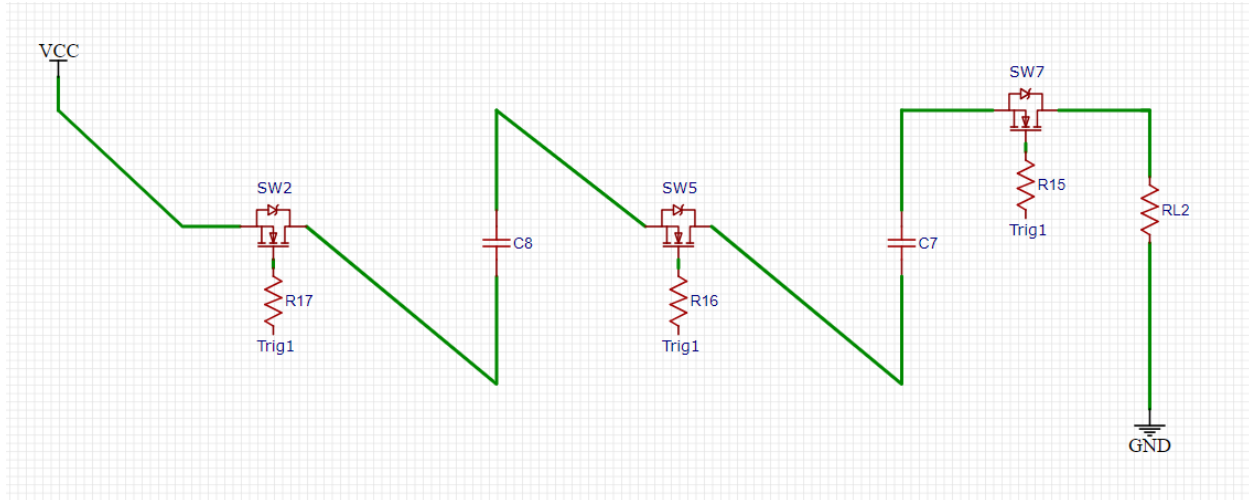 VCC
SW2
R17
Trig1
C8
SW5
R16
Trig1
C7
SW7
R15
Trig1
RL2
GND